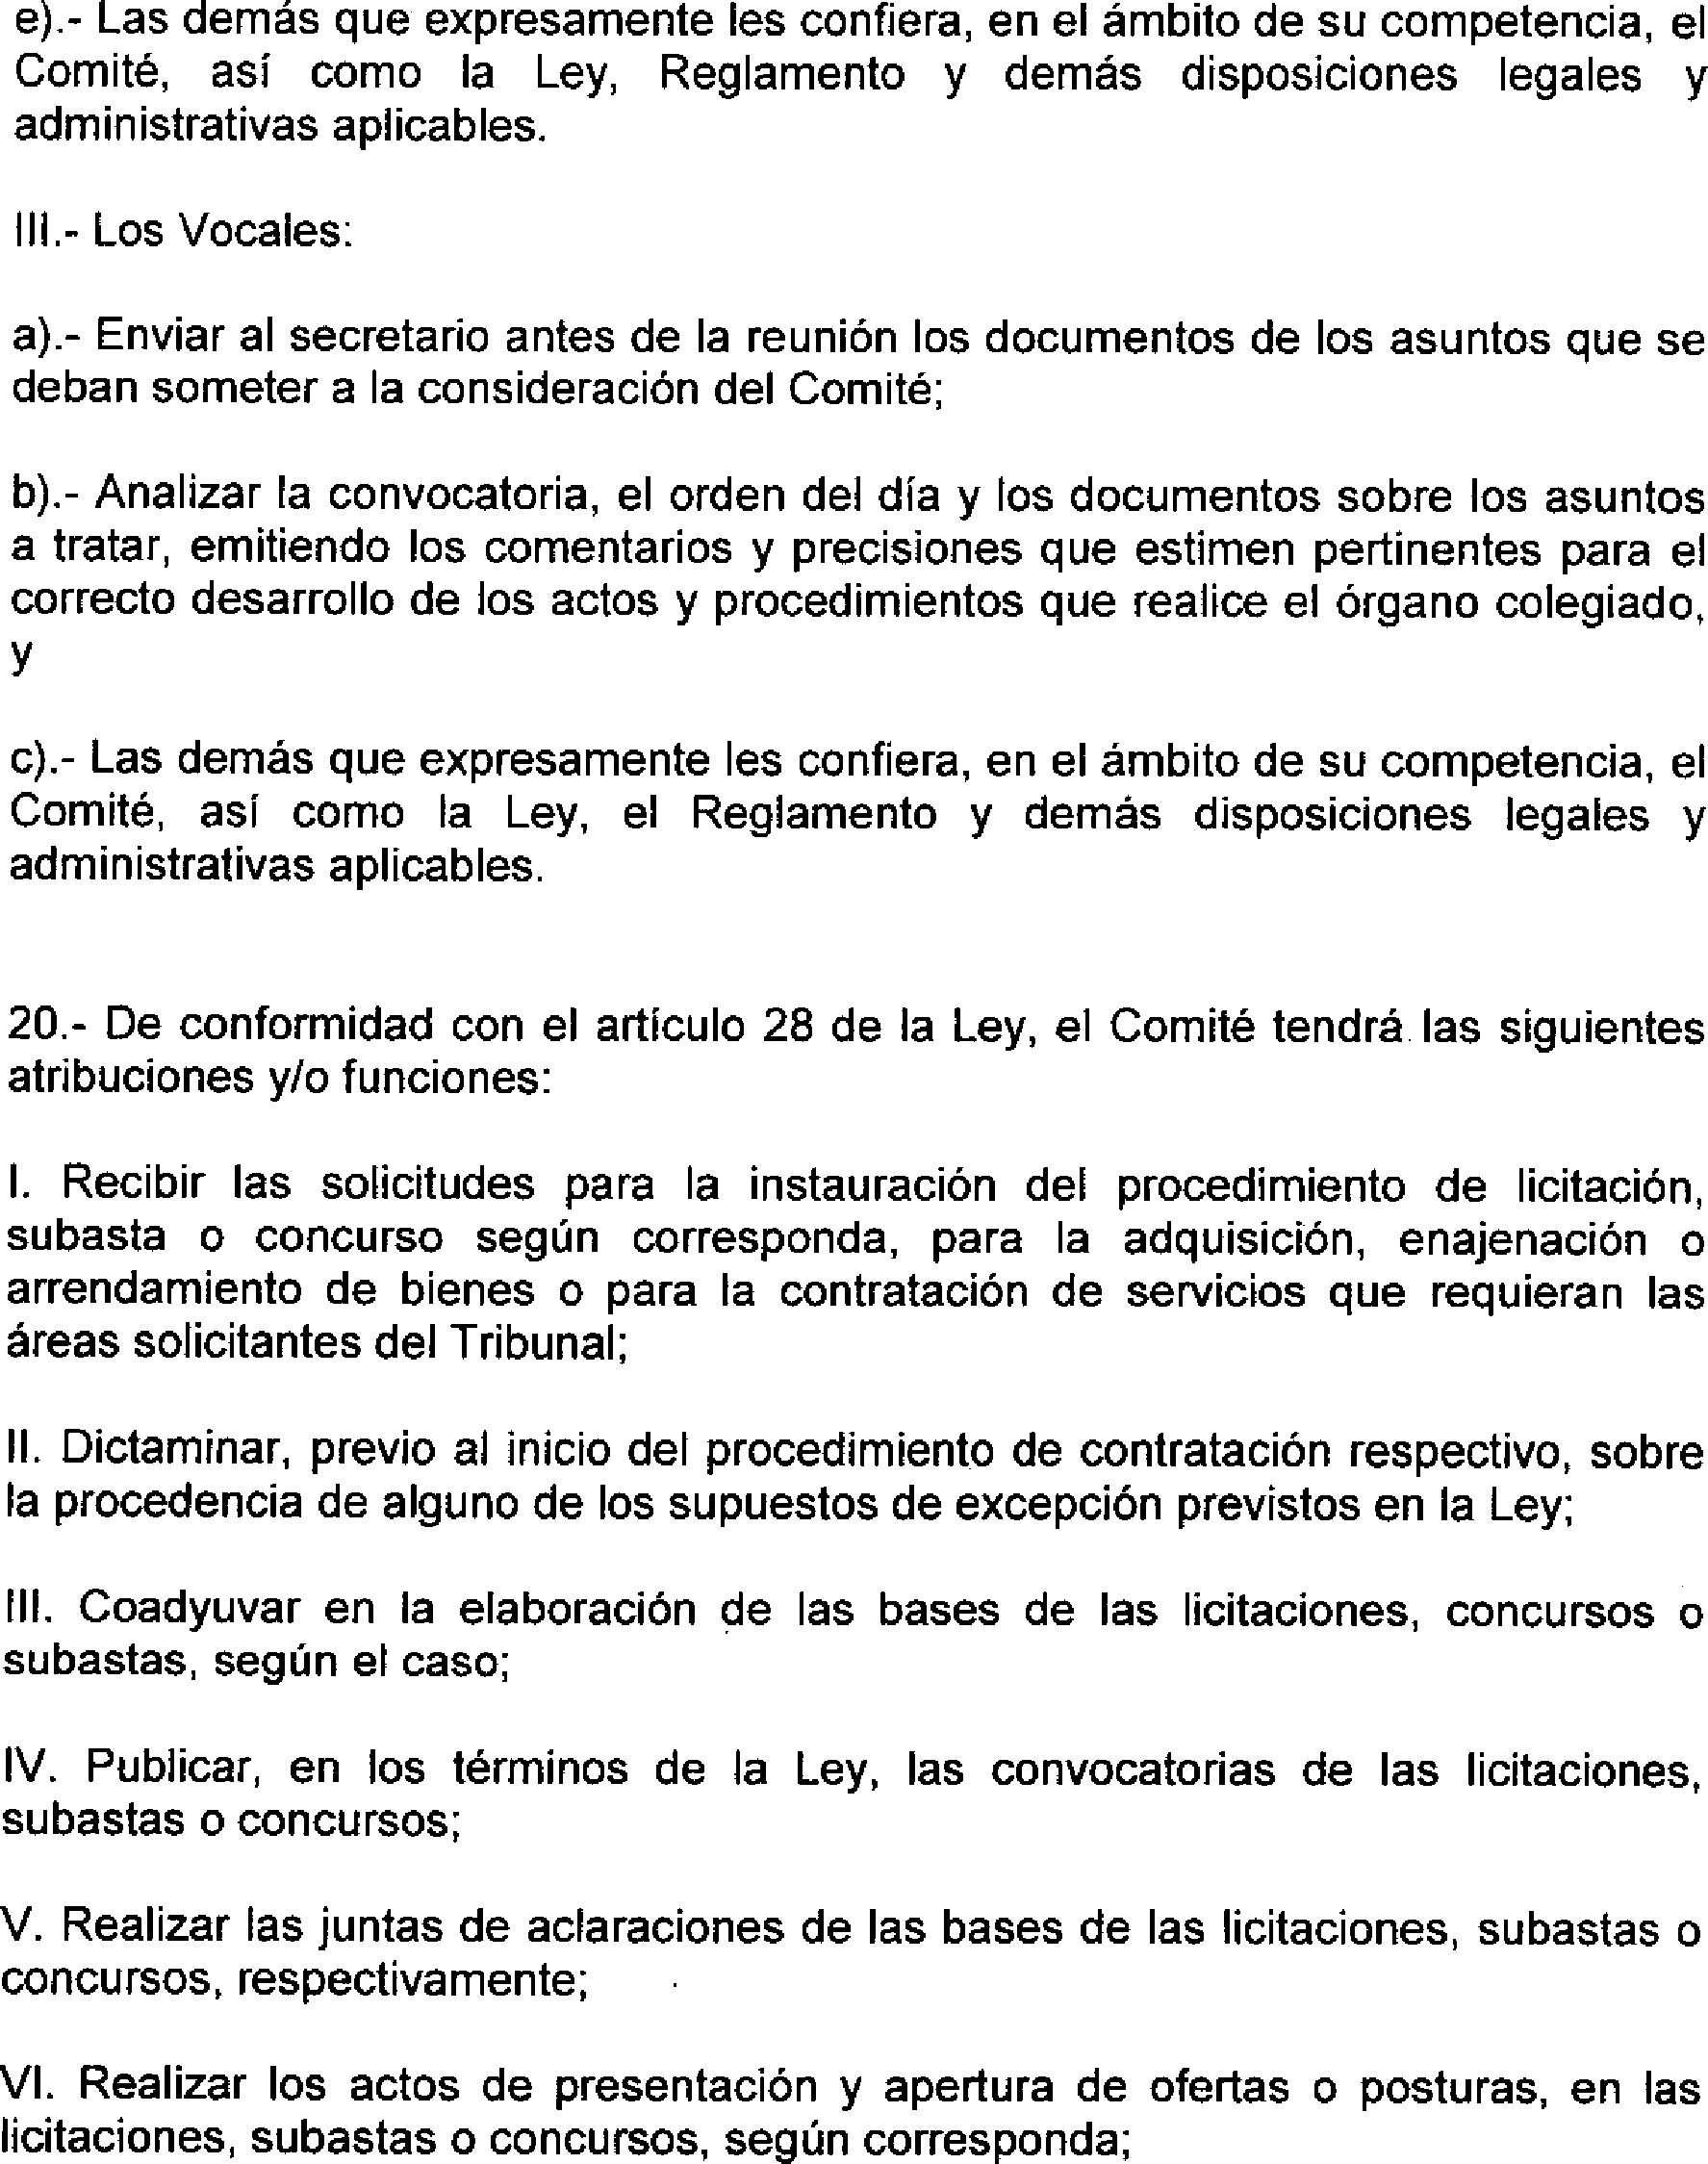 e).- Las demás que expresamente les confiera, en el ámbito de su competencia, el
Comité, así como la Ley, Reglamento y demás disposiciones legales y
administrativas aplicables.
III.- Los Vocales:
a).- Enviar al secretario antes de la reunión los documentos de los asuntos que se
deban someter a la consideración del Comité;
b).- Analizar la convocatoria, el orden del día y los documentos sobre los asuntos
a tratar, emitiendo los comentarios y precisiones que estimen pertinentes para el
correcto desarrollo de los actos y procedimientos que realice el órgano colegiado,
y
c).- Las demás que expresamente les confiera, en el ámbito de su competencia, el
Comité, así como la Ley, el Reglamento y demás disposiciones legales y
administrativas aplicables.
20.- De conformidad con el artículo 28 de la Ley, el Comité tendrá las siguientes
atribuciones y/o funciones:
I. Recibir las solicitudes para la instauración del procedimiento de licitación,
subasta o concurso según corresponda, para la adquisición, enajenación o
arrendamiento de bienes o para la contratación de servicios que requieran las
áreas solicitantes del Tribunal;
II. Dictaminar, previo al inicio del procedimiento de contratación respectivo, sobre
la procedencia de alguno de los supuestos de excepción previstos en la Ley;
III. Coadyuvar en la elaboración de las bases de las licitaciones, concursos o
subastas, según el caso;
IV. Publicar, en los términos de la Ley, las convocatorias de las licitaciones,
subastas o concursos;
V. Realizar las juntas de aclaraciones de las bases de las licitaciones, subastas o
concursos, respectivamente;
VI. Realizar los actos de presentación y apertura de ofertas o posturas, en las
licitaciones, subastas o concursos, según corresponda;